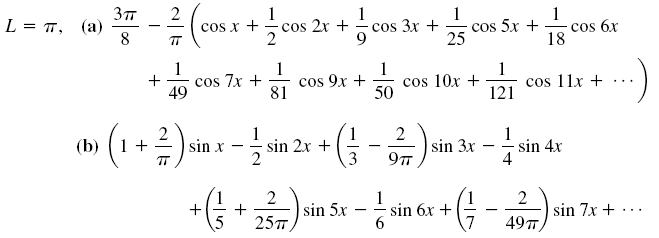 L = π, (a) 3π/8 − 2/π (cos x + 1/2 cos 2x + 1/9 cos 3x + 1/25 cos 5x + 1/18 cos 6x
+ 1/49 cos 7x + 1/81 cos 9x + 1/50 cos 10x + 1/121 cos 11x + ···)
(b) (1 + 2/π) sin x − 1/2 sin 2x + (1/3 − 2/9π) sin 3x − 1/4 sin 4x
+ (1/5 + 2/25π) sin 5x − 1/6 sin 6x + (1/7 − 2/49π) sin 7x + ···